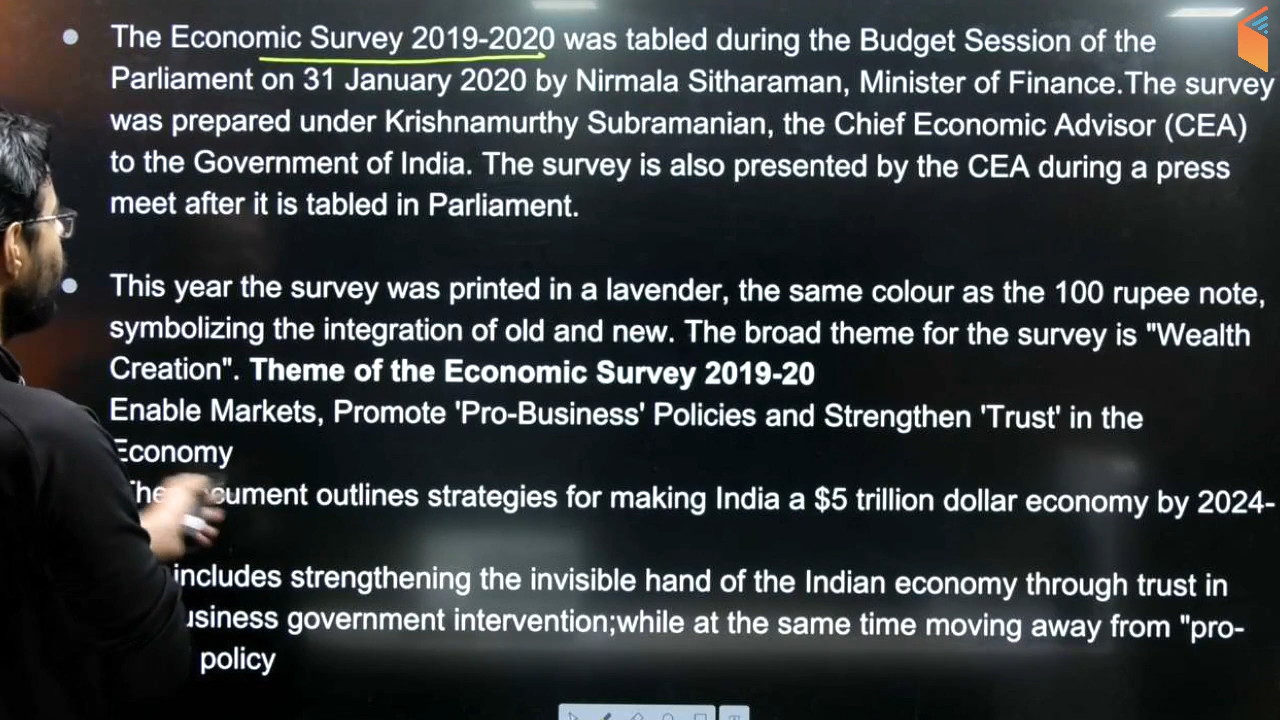 The Economic Survey 2019-2020 was tabled during the Budget Session of the
Parliament on 31 January 2020 by Nirmala Sitharaman, Minister of Finance.The survey
was prepared under Krishnamurthy Subramanian, the Chief Economic Advisor (CEA)
to the Government of India. The survey is also presented by the CEA during a press
meet after it is tabled in Parliament.
This year the survey was printed in a lavender, the same colour as the 100 rupee note,
symbolizing the integration of old and new. The broad theme for the survey is "Wealth
Creation". Theme of the Economic Survey 2019-20
Enable Markets, Promote 'Pro-Business' Policies and Strengthen 'Trust' in the
Economy
outlines strategies for making India a $5 trillion dollar economy by 2024-
includes strengthening the invisible hand of the Indian economy through trust in
government intervention;while at the same time moving away from "pro-
policy